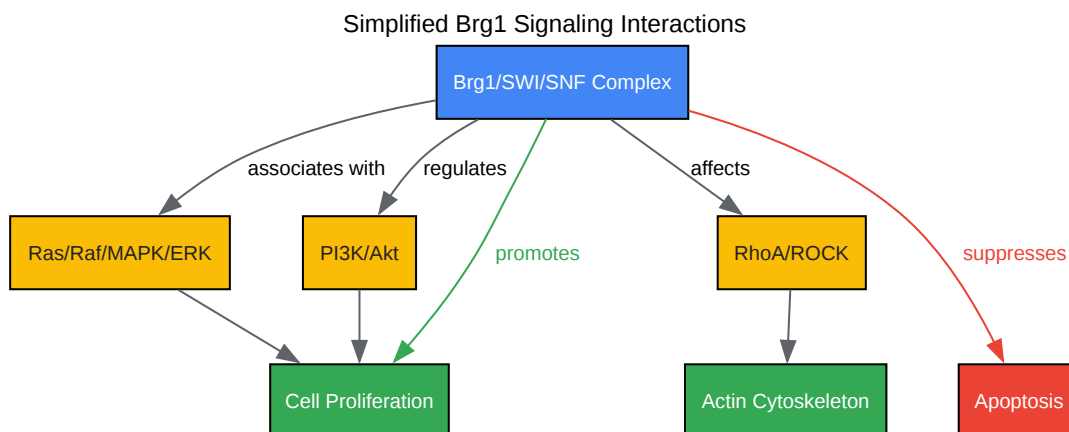 Simplified Brg1 Signaling Interactions
Brg1/SWI/SNF Complex
associates with
regulates
affects
Ras/Raf/MAPK/ERK
PI3K/Akt
promotes
RhoA/ROCK
suppresses
Cell Proliferation
Actin Cytoskeleton
Apoptosis